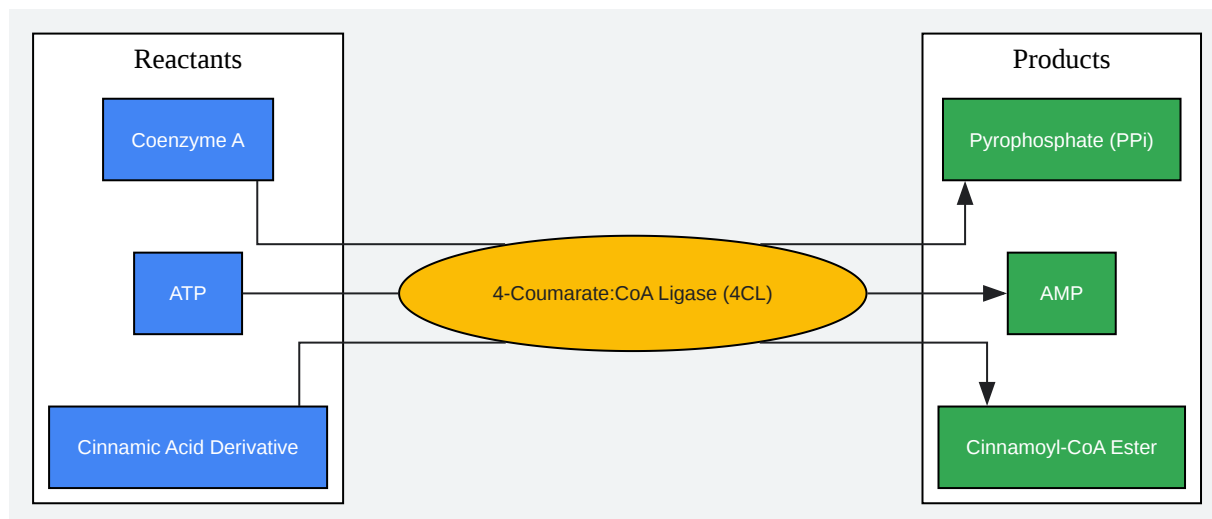 Reactants
Coenzyme A
ATP
Cinnamic Acid Derivative
4-Coumarate:CoA Ligase (4CL)
Products
Pyrophosphate (PPi)
AMP
Cinnamoyl-CoA Ester